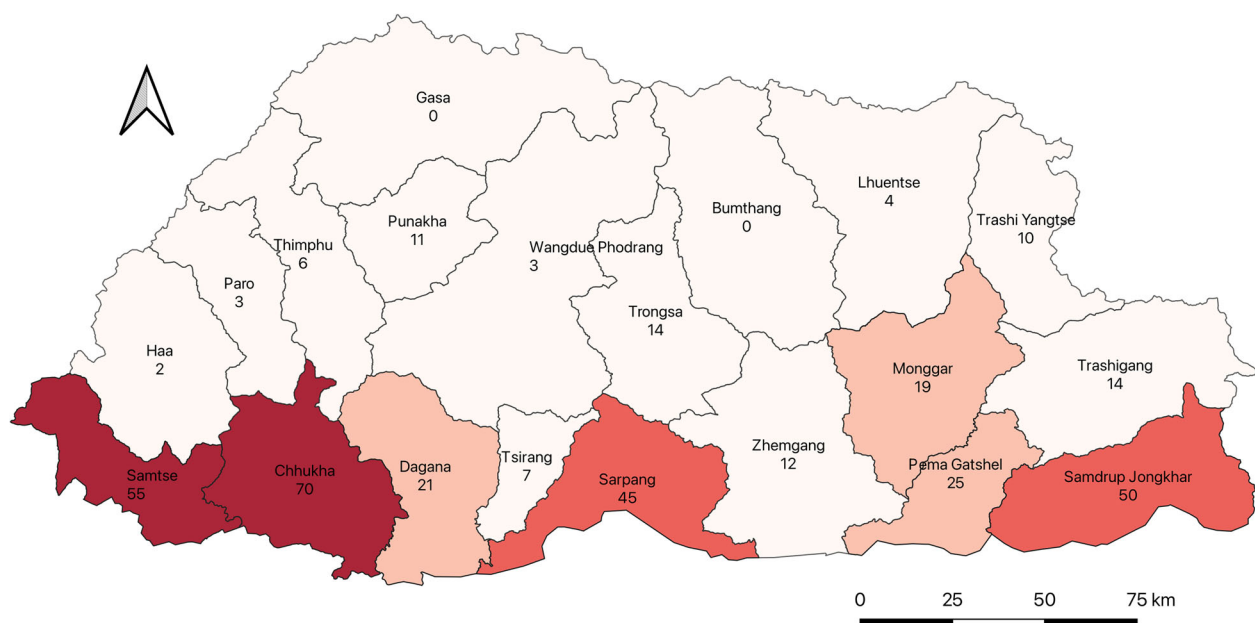 Gasa
0
Punakha
11
Thimphu
6
Paro
3
Haa
2
Wangdue Phodrang
3
Trongsa
14
Bumthang
0
Lhuentse
4
Trashi Yangtse
10
Monggar
19
Trashigang
14
Samtse
55
Chhukha
70
Dagana
21
Tsirang
7
Sarpang
45
Zhemgang
12
Pema Gatshel
25
Samdrup Jongkhar
50
0 25 50 75 km